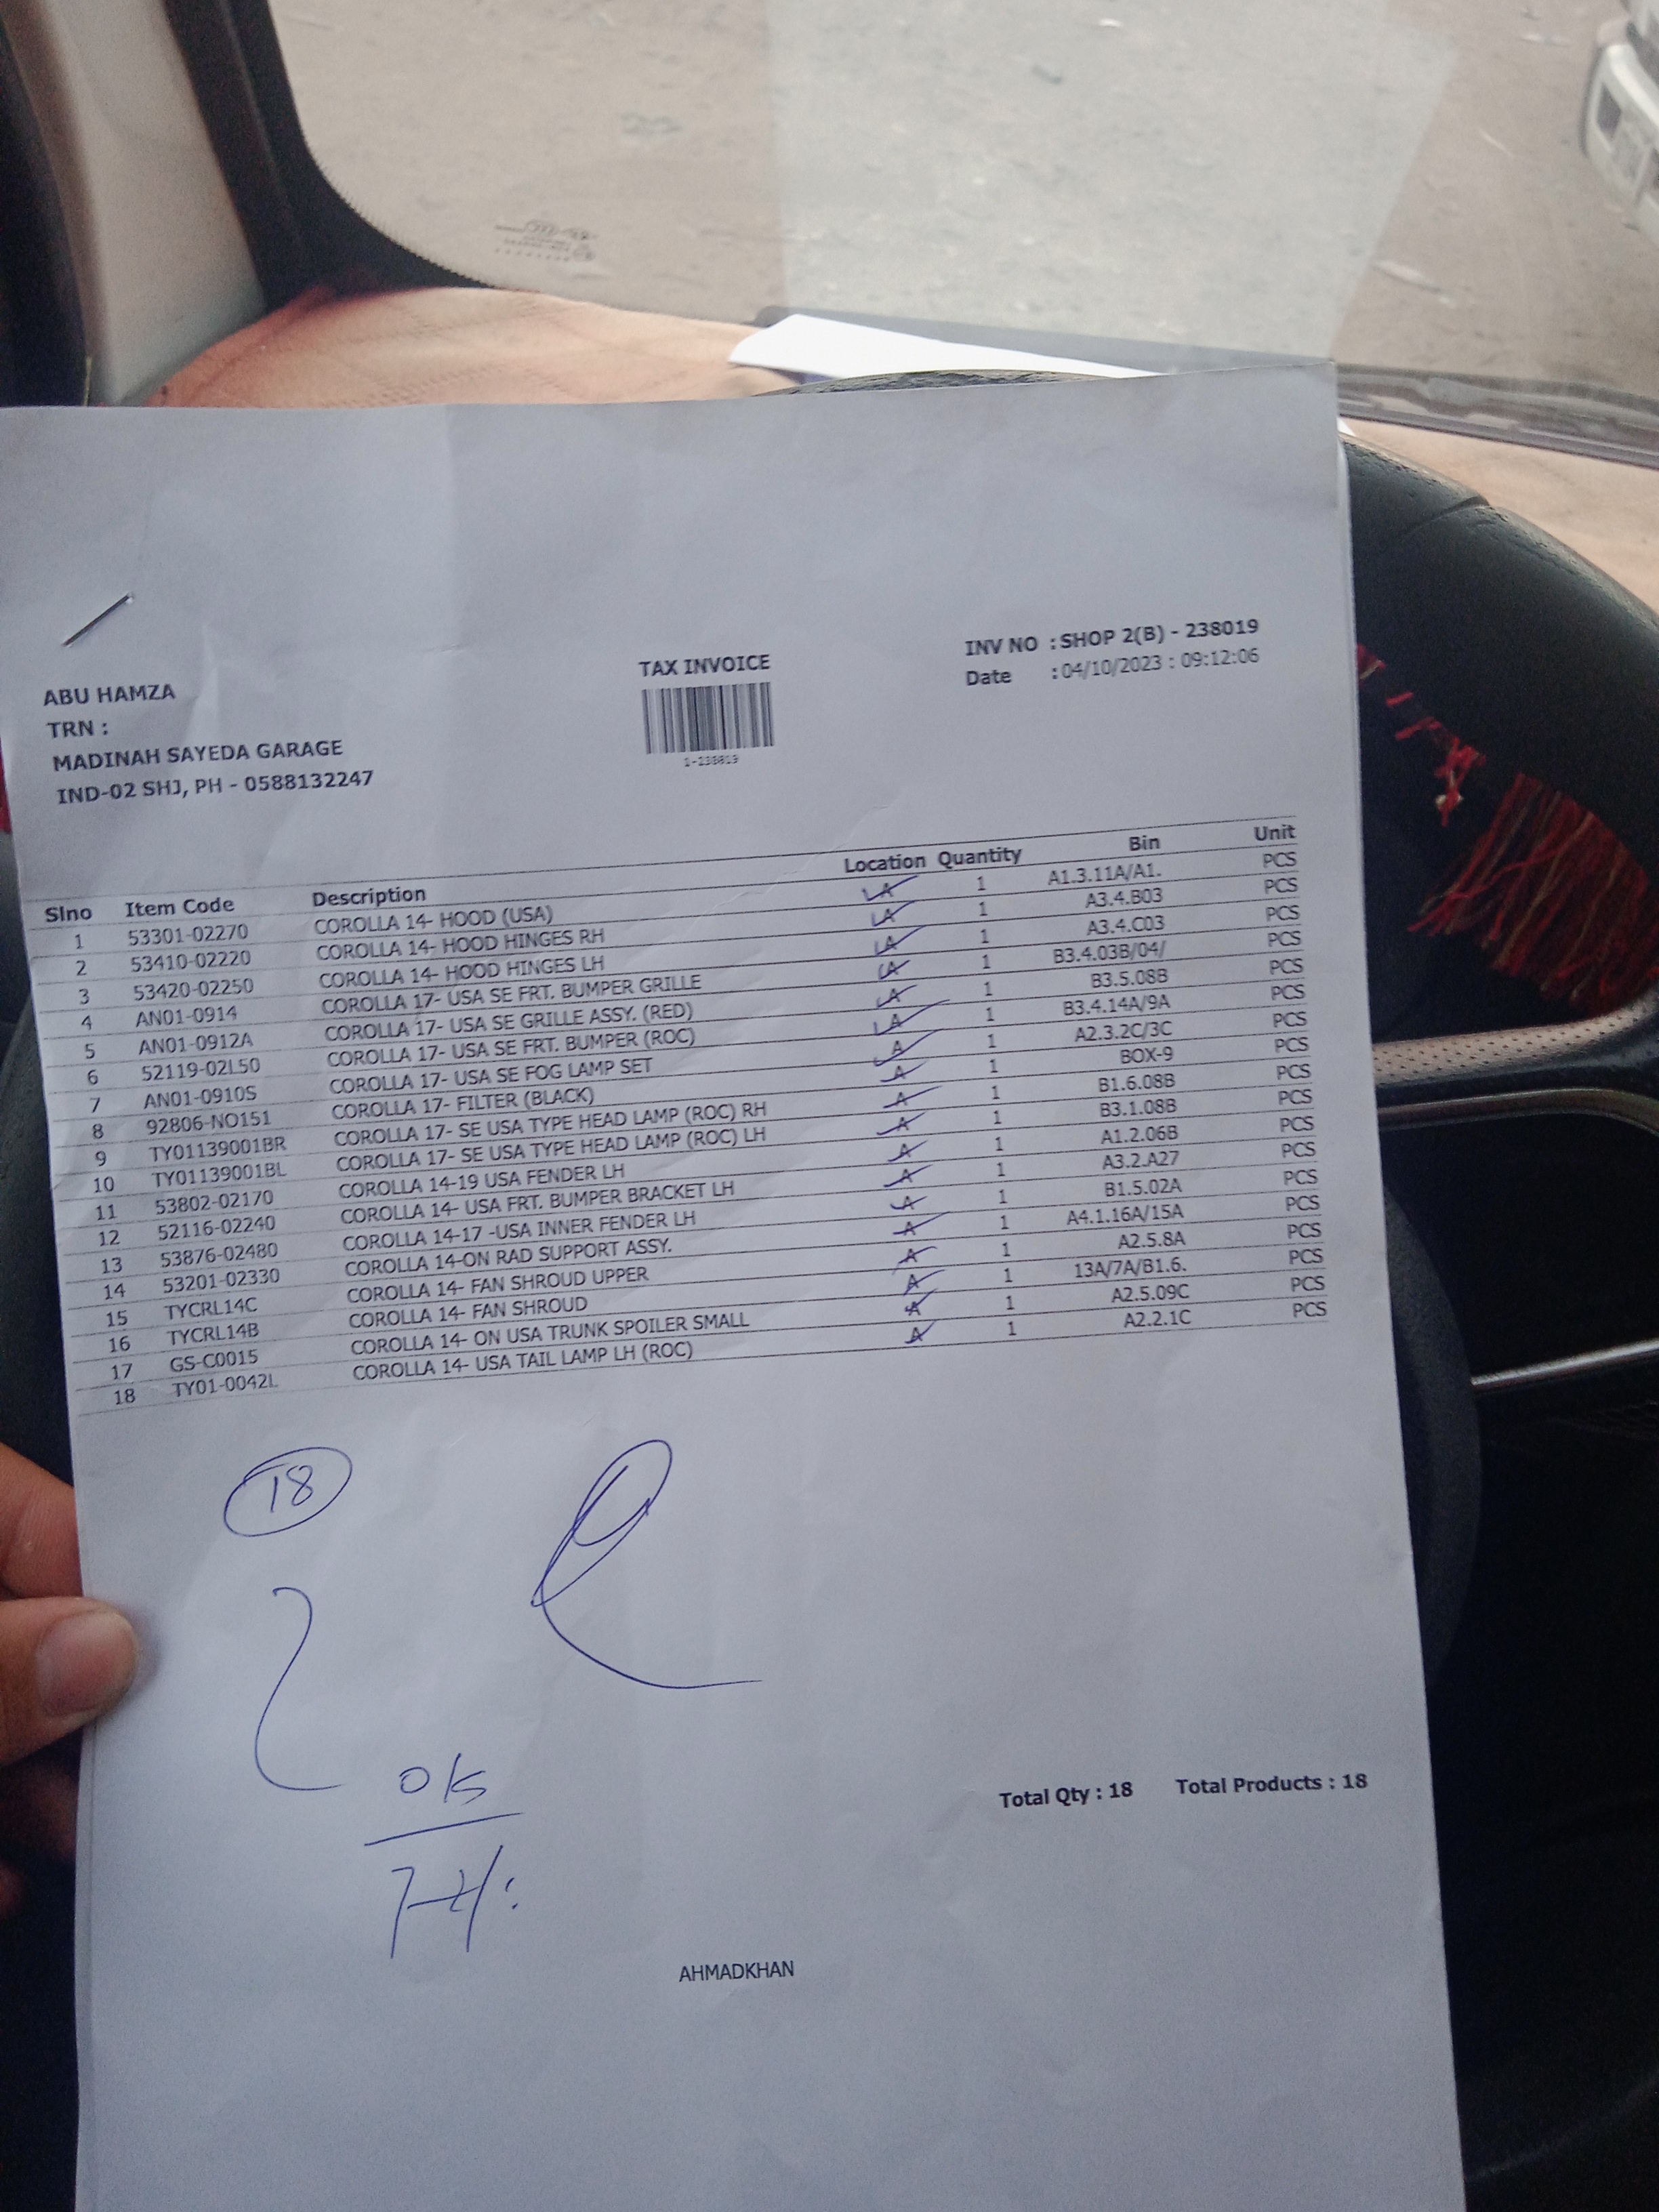 TAX INVOICE
INV NO : SHOP 2(B) - 238019
Date : 04/10/2023 : 09:12:06
1-238019
ABU HAMZA
TRN :
MADINAH SAYEDA GARAGE
IND-02 SHJ, PH - 0588132247
Slno Item Code Description Location Quantity Bin Unit
1 53301-02270 COROLLA 14- HOOD (USA) A 1 A1.3.11A/A1. PCS
2 53410-02220 COROLLA 14- HOOD HINGES RH A 1 A3.4.B03 PCS
3 53420-02250 COROLLA 14- HOOD HINGES LH A 1 A3.4.C03 PCS
4 AN01-0914 COROLLA 17- USA SE FRT. BUMPER GRILLE A 1 B3.4.03B/04/ PCS
5 AN01-0912A COROLLA 17- USA SE GRILLE ASSY. (RED) A 1 B3.5.08B PCS
6 52119-02L50 COROLLA 17- USA SE FRT. BUMPER (ROC) A 1 B3.4.14A/9A PCS
7 AN01-0910S COROLLA 17- USA SE FOG LAMP SET A 1 A2.3.2C/3C PCS
8 92806-NO151 COROLLA 17- FILTER (BLACK) A 1 BOX-9 PCS
9 TY01139001BR COROLLA 17- SE USA TYPE HEAD LAMP (ROC) RH A 1 B1.6.08B PCS
10 TY01139001BL COROLLA 17- SE USA TYPE HEAD LAMP (ROC) LH A 1 B3.1.08B PCS
11 53802-02170 COROLLA 14-19 USA FENDER LH A 1 A1.2.06B PCS
12 52116-02240 COROLLA 14- USA FRT. BUMPER BRACKET LH A 1 A3.2.A27 PCS
13 53876-02480 COROLLA 14-17 -USA INNER FENDER LH A 1 B1.5.02A PCS
14 53201-02330 COROLLA 14-ON RAD SUPPORT ASSY. A 1 A4.1.16A/15A PCS
15 TYCRL14C COROLLA 14- FAN SHROUD UPPER A 1 A2.5.8A PCS
16 TYCRL14B COROLLA 14- FAN SHROUD A 1 13A/7A/B1.6. PCS
17 GS-C0015 COROLLA 14- ON USA TRUNK SPOILER SMALL A 1 A2.5.09C PCS
18 TY01-0042L COROLLA 14- USA TAIL LAMP LH (ROC) A 1 A2.2.1C PCS
18
ok
Total Qty : 18 Total Products : 18
AHMADKHAN